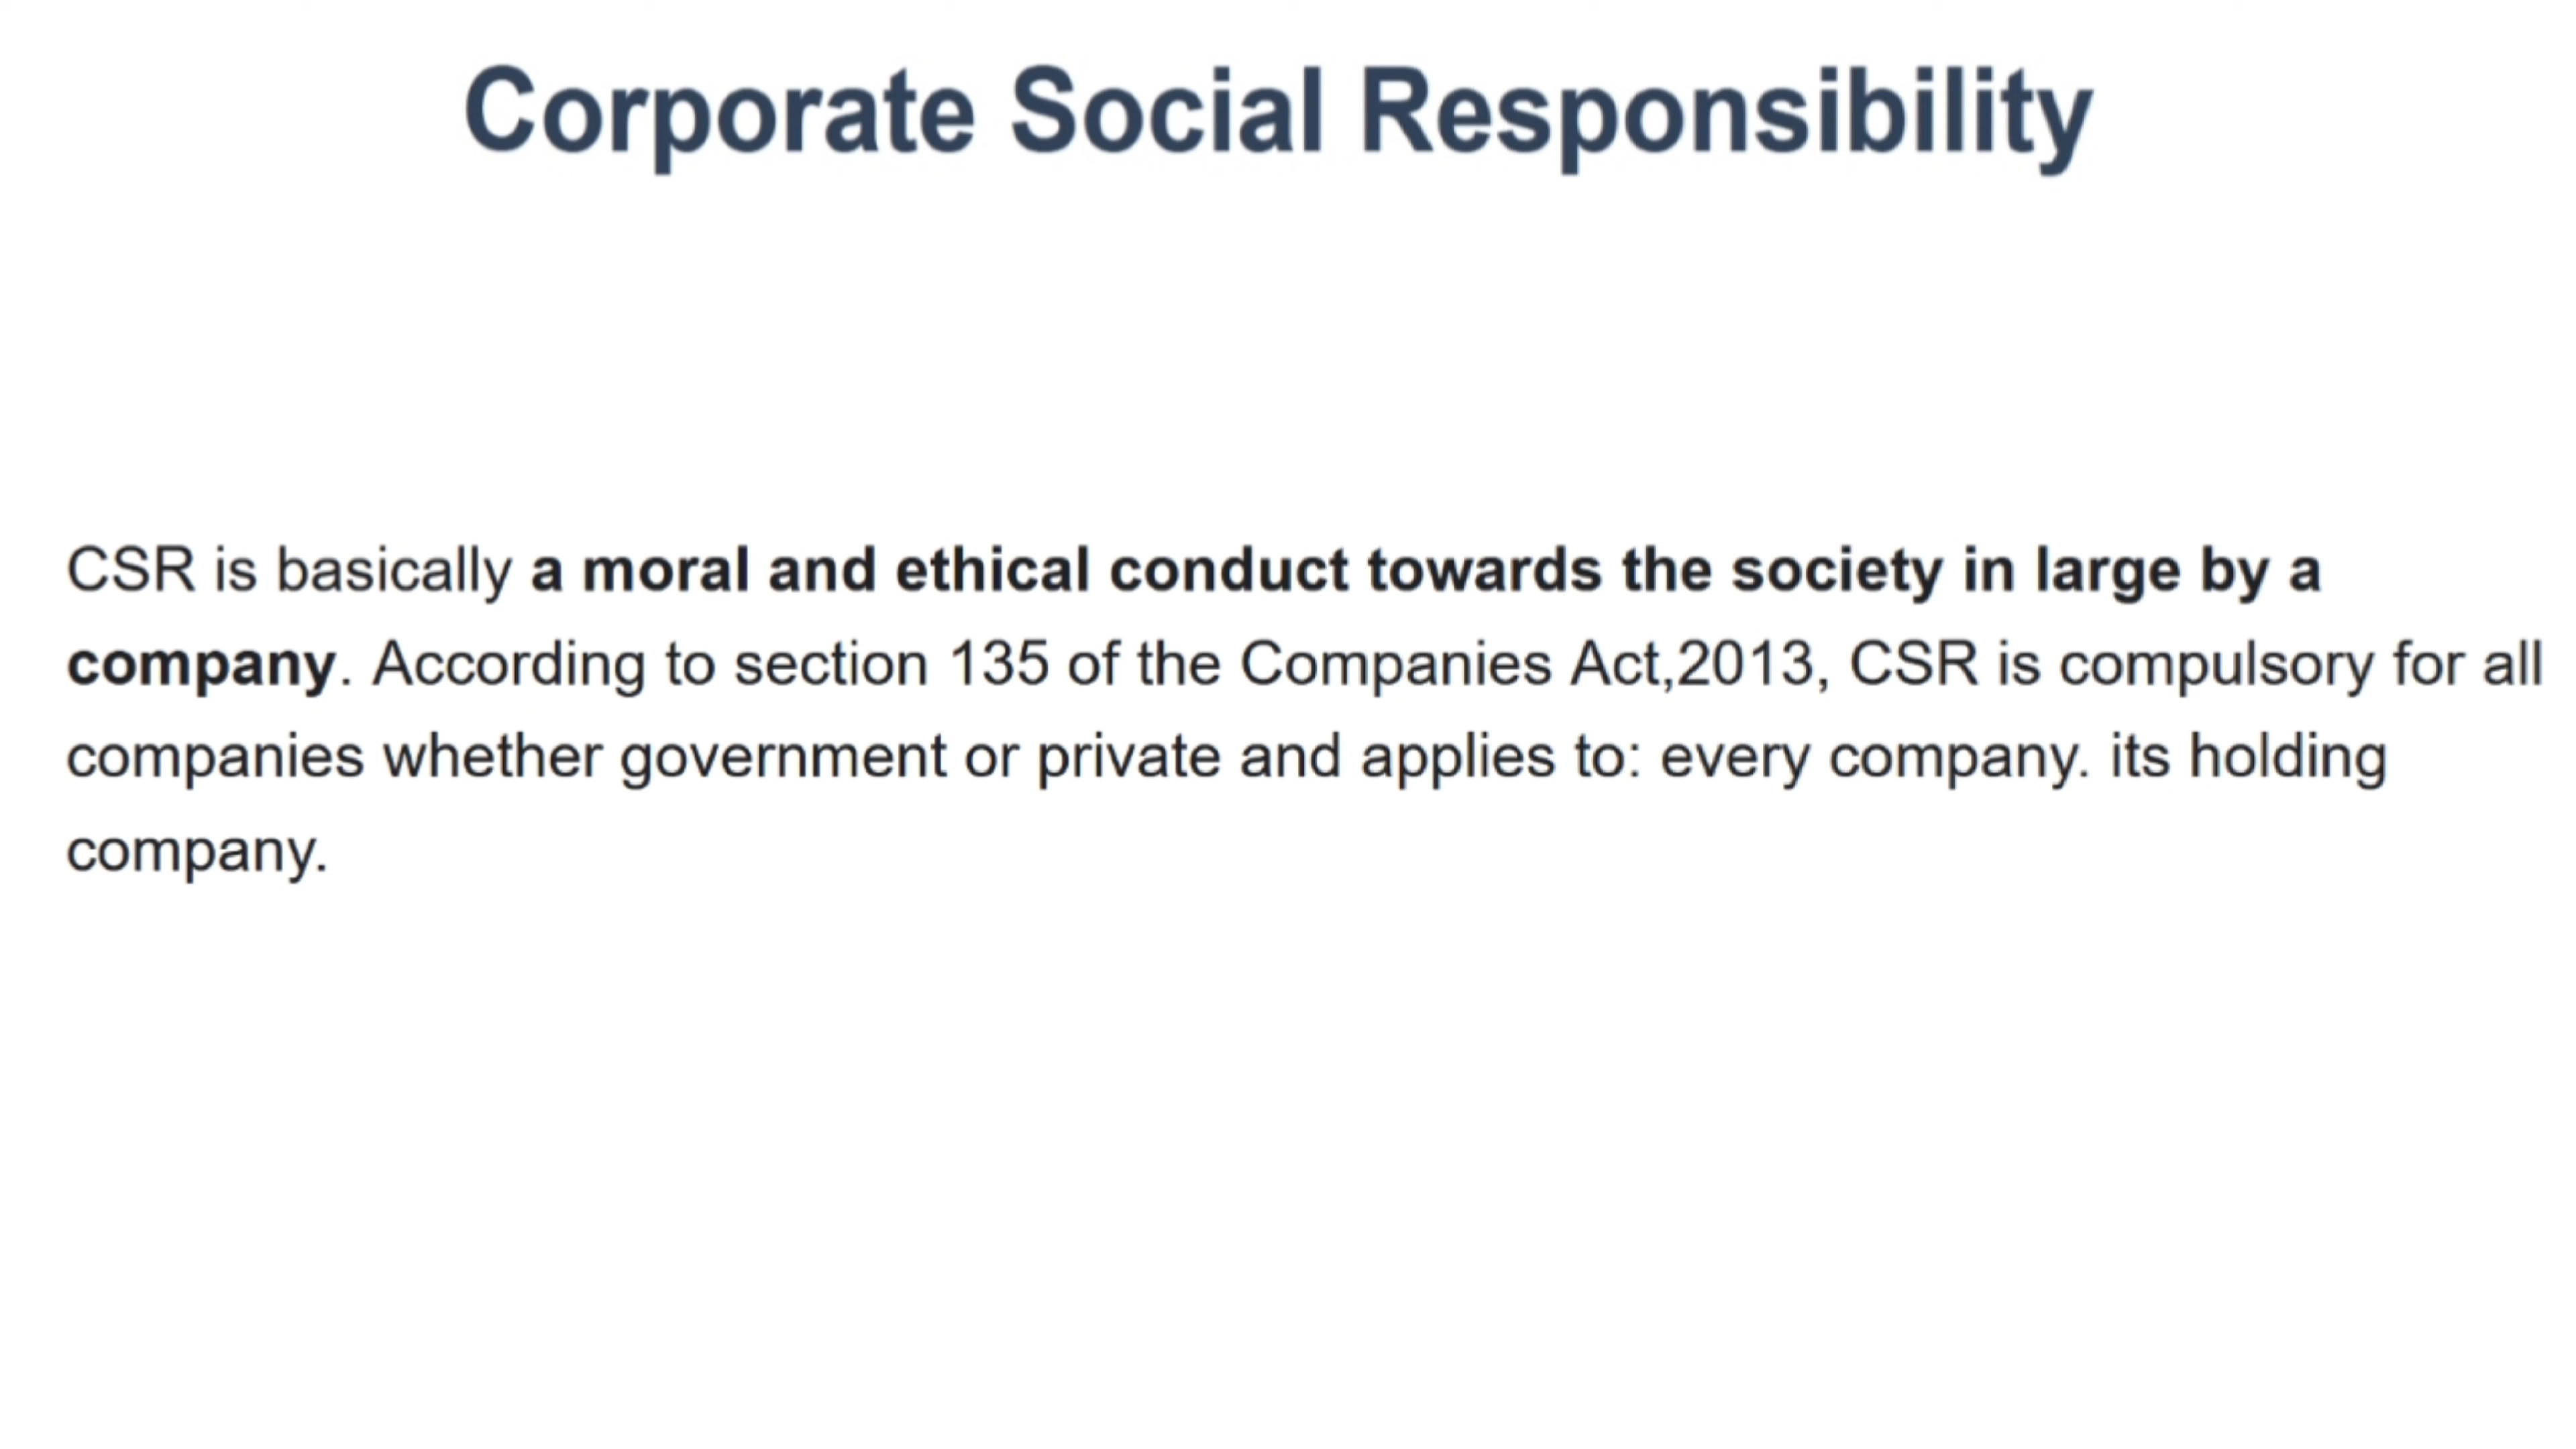 Corporate Social Responsibility
CSR is basically a moral and ethical conduct towards the society in large by a
company. According to section 135 of the Companies Act,2013, CSR is compulsory for all
companies whether government or private and applies to: every company. its holding
company.